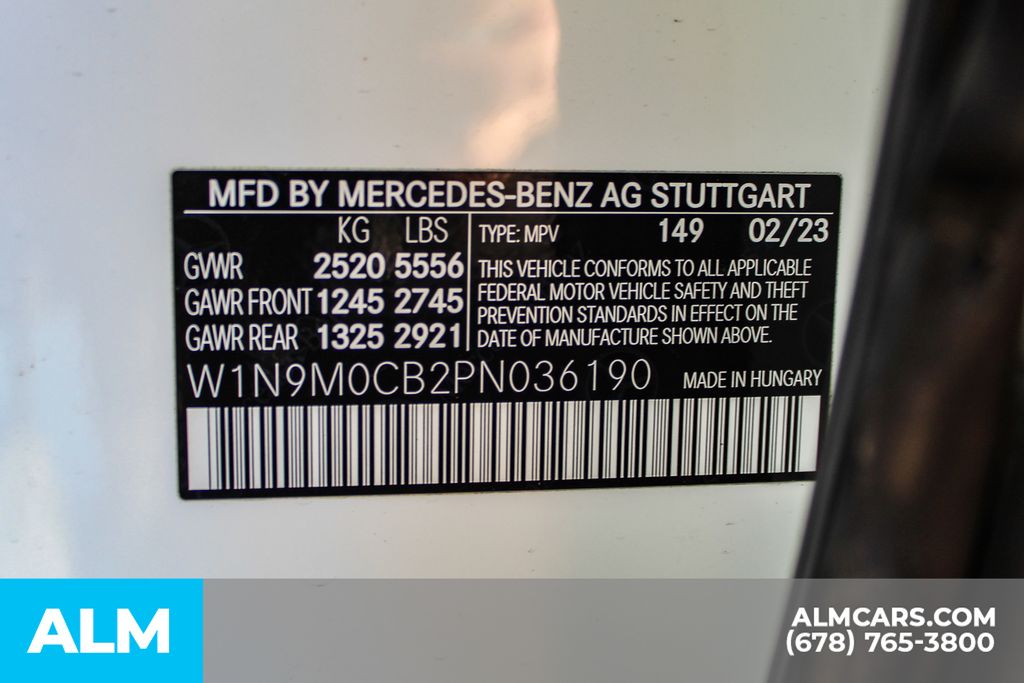 MFD BY MERCEDES-BENZ AG STUTTGART
KG LBS
GVWR 2520 5556
GAWR FRONT 1245 2745
GAWR REAR 1325 2921
TYPE: MPV 149 02/23
THIS VEHICLE CONFORMS TO ALL APPLICABLE
FEDERAL MOTOR VEHICLE SAFETY AND THEFT
PREVENTION STANDARDS IN EFFECT ON THE
DATE OF MANUFACTURE SHOWN ABOVE.
W1N9M0CB2PN036190 MADE IN HUNGARY
ALM
ALMCARS.COM
(678) 765-3800